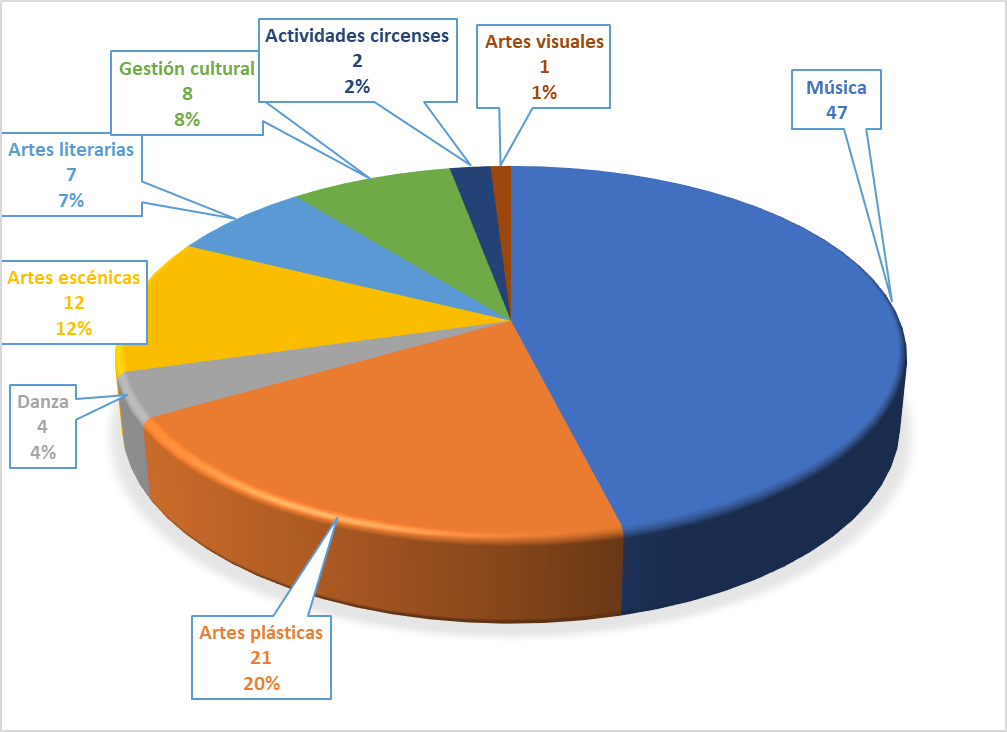 Actividades circenses
2
2%
Artes visuales
1
1%
Gestión cultural
8
8%
Música
47
Artes literarias
7
7%
Artes escénicas
12
12%
Danza
4
4%
Artes plásticas
21
20%